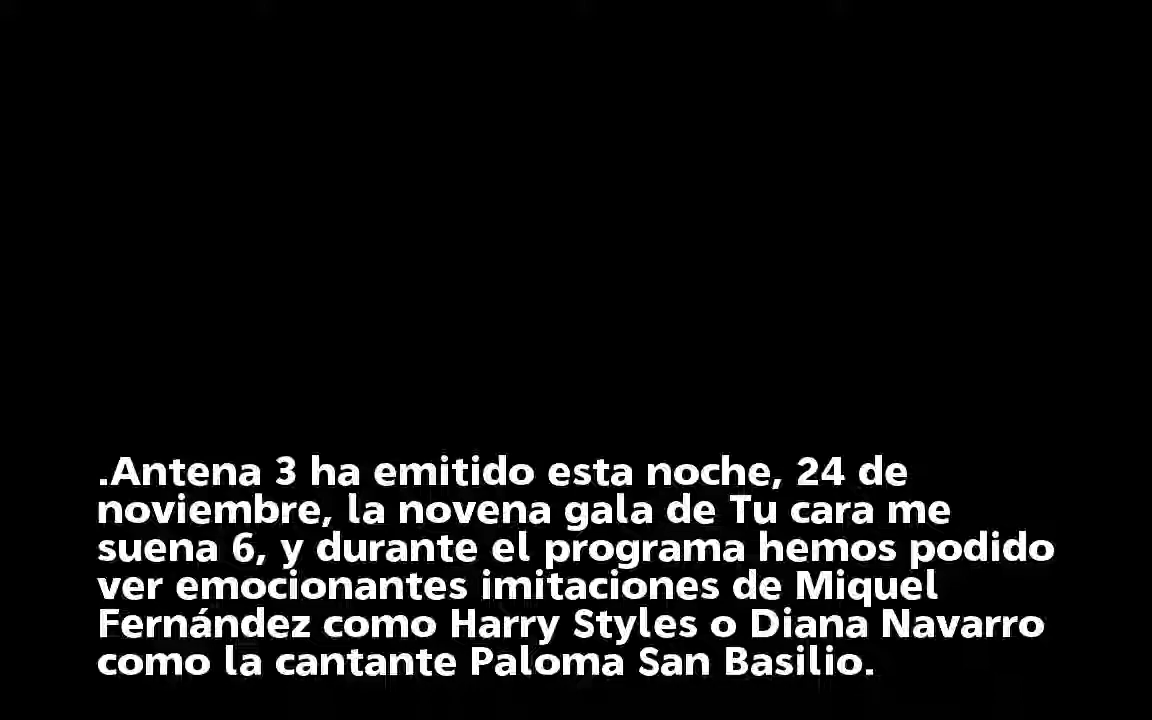 .Antena 3 ha emitido esta noche, 24 de
noviembre, la novena gala de Tu cara me
suena 6, y durante el programa hemos podido
ver emocionantes imitaciones de Miquel
Fernández como Harry Styles o Diana Navarro
como la cantante Paloma San Basilio.